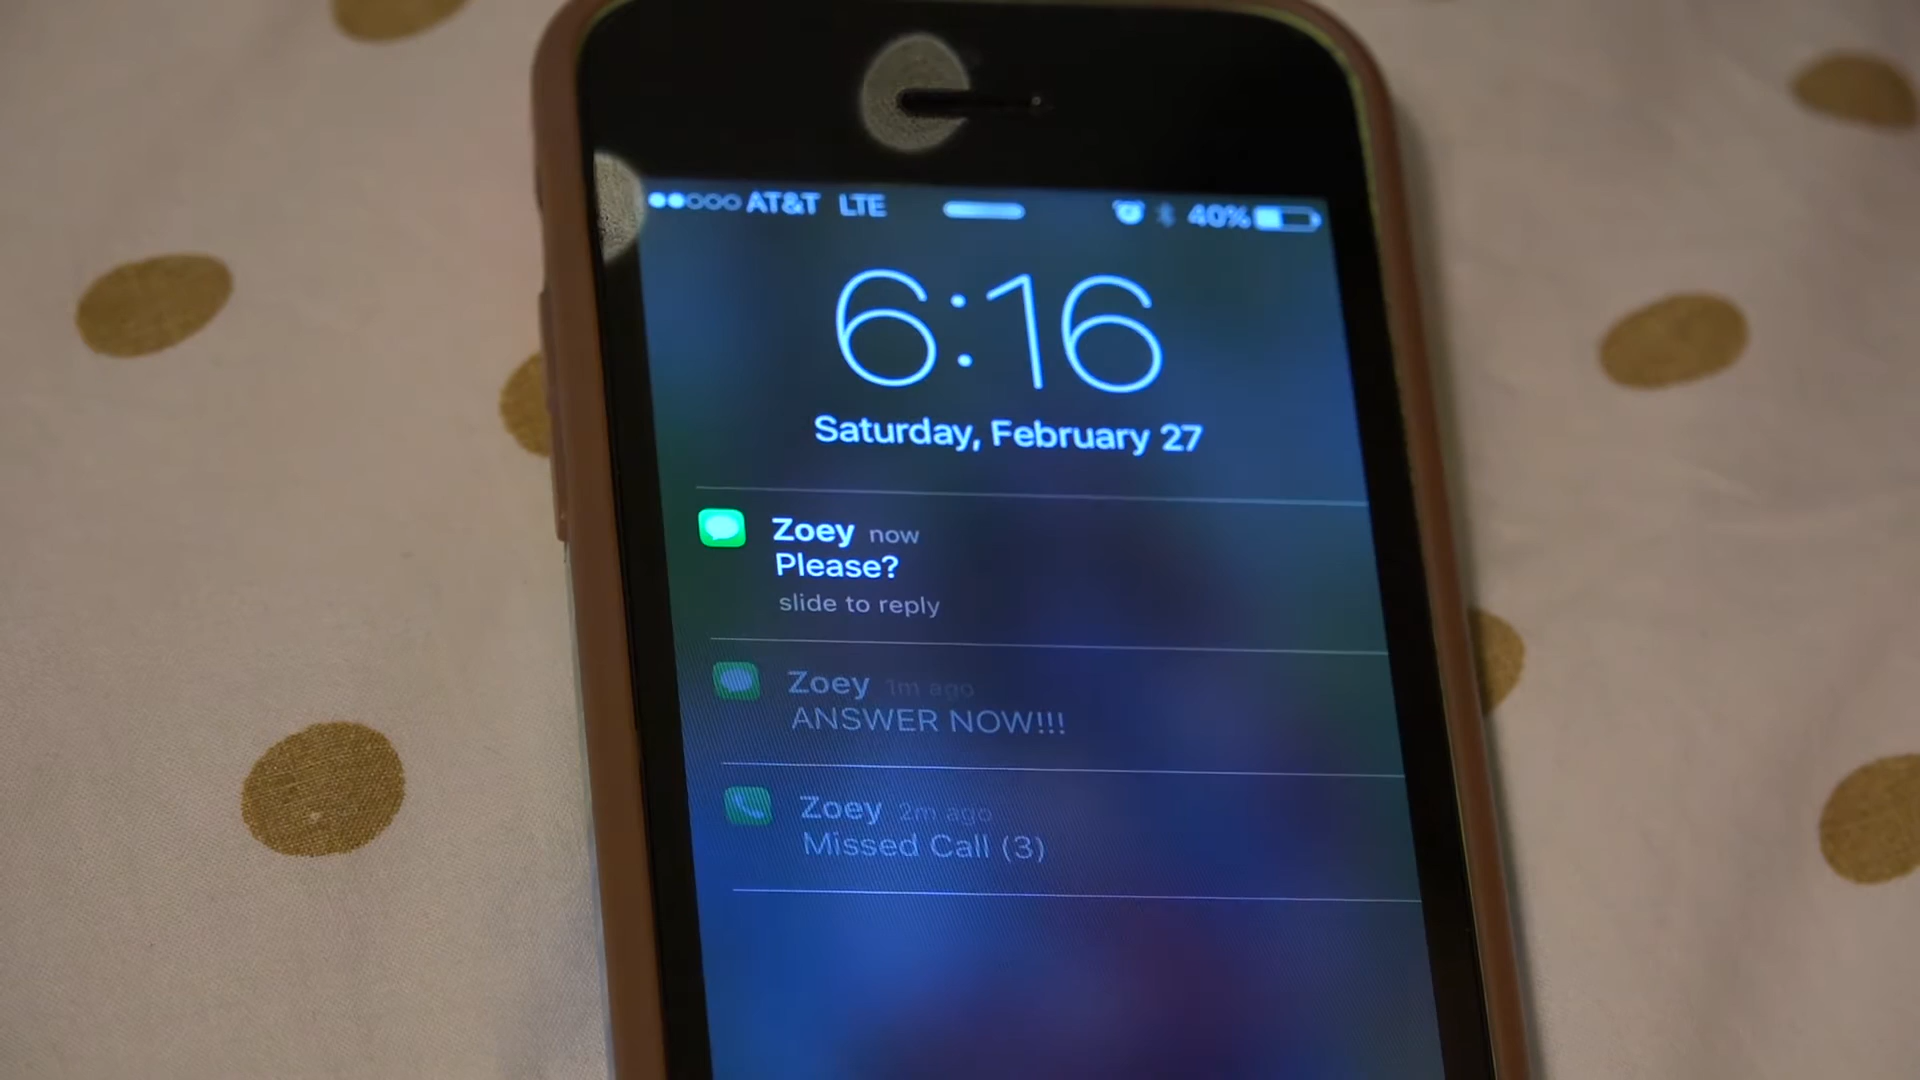 AT&T LTE 40%
6:16
Saturday, February 27
Zoey now
Please?
slide to reply
Zoey 1m ago
ANSWER NOW!!!
Zoey 2m ago
Missed Call (3)